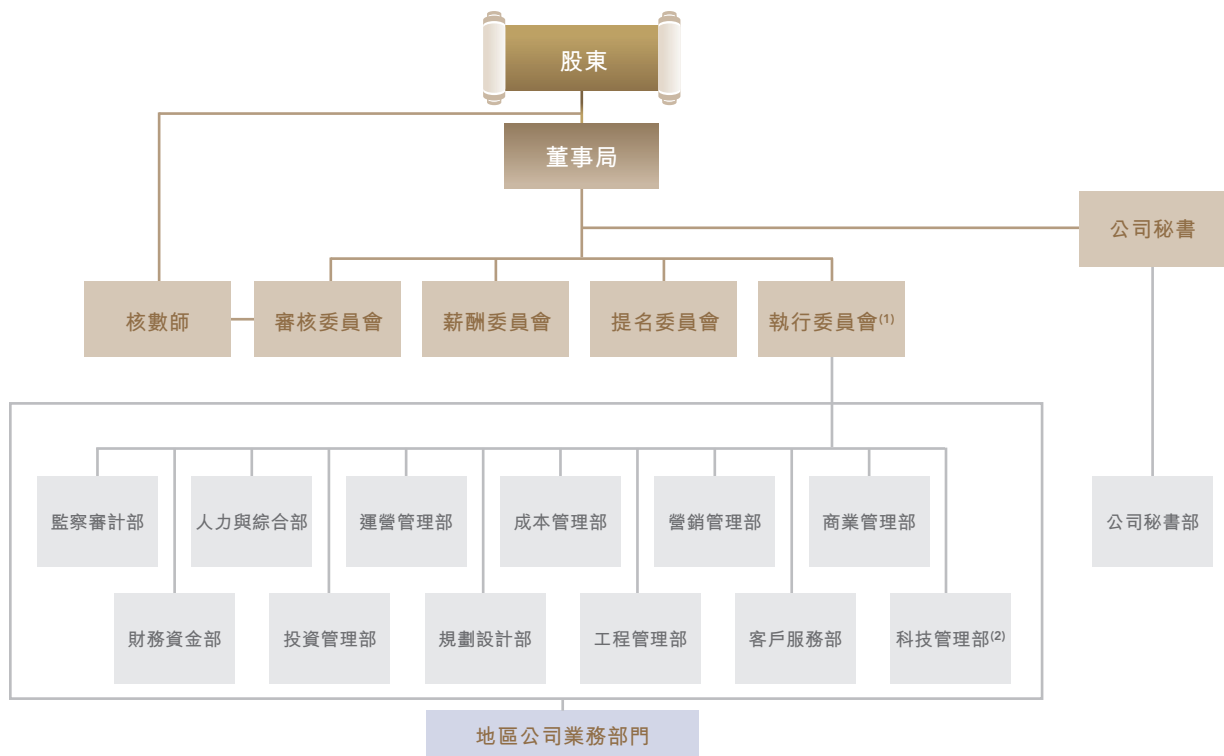 股東
董事局
公司秘書
核數師
審核委員會
薪酬委員會
提名委員會
執行委員會(1)
監察審計部
人力與綜合部
運營管理部
成本管理部
營銷管理部
商業管理部
公司秘書部
財務資金部
投資管理部
規劃設計部
工程管理部
客戶服務部
科技管理部(2)
地區公司業務部門